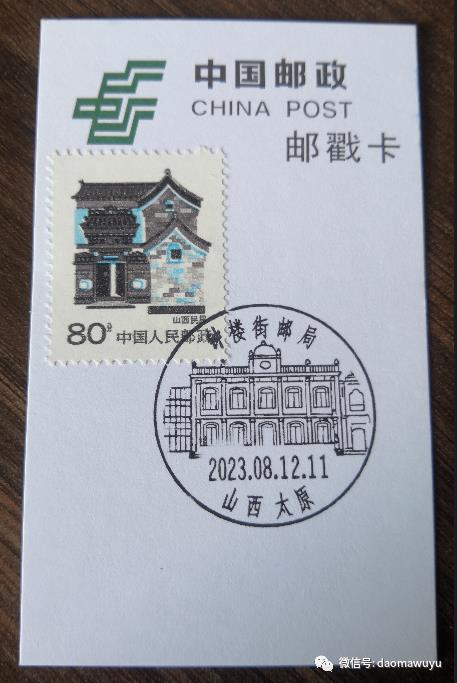 中国邮政
CHINA POST
邮戳卡
山西民居
80分
中国人民邮政
钟楼街邮局
2023.08.12.11
山西太原
微信号: daomawuyu